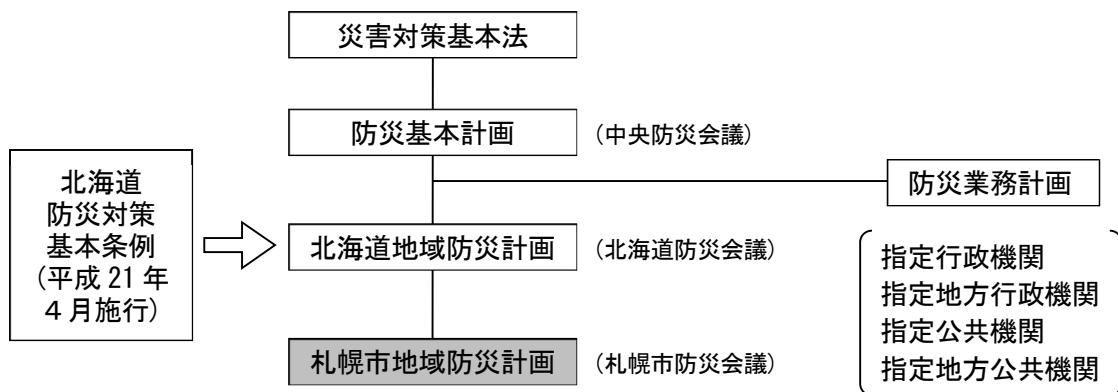 災害対策基本法
防災基本計画
(中央防災会議)
防災業務計画
北海道
防災対策
基本条例
(平成 21 年
4 月施行)
北海道地域防災計画
(北海道防災会議)
指定行政機関
指定地方行政機関
指定公共機関
指定地方公共機関
札幌市地域防災計画
(札幌市防災会議)